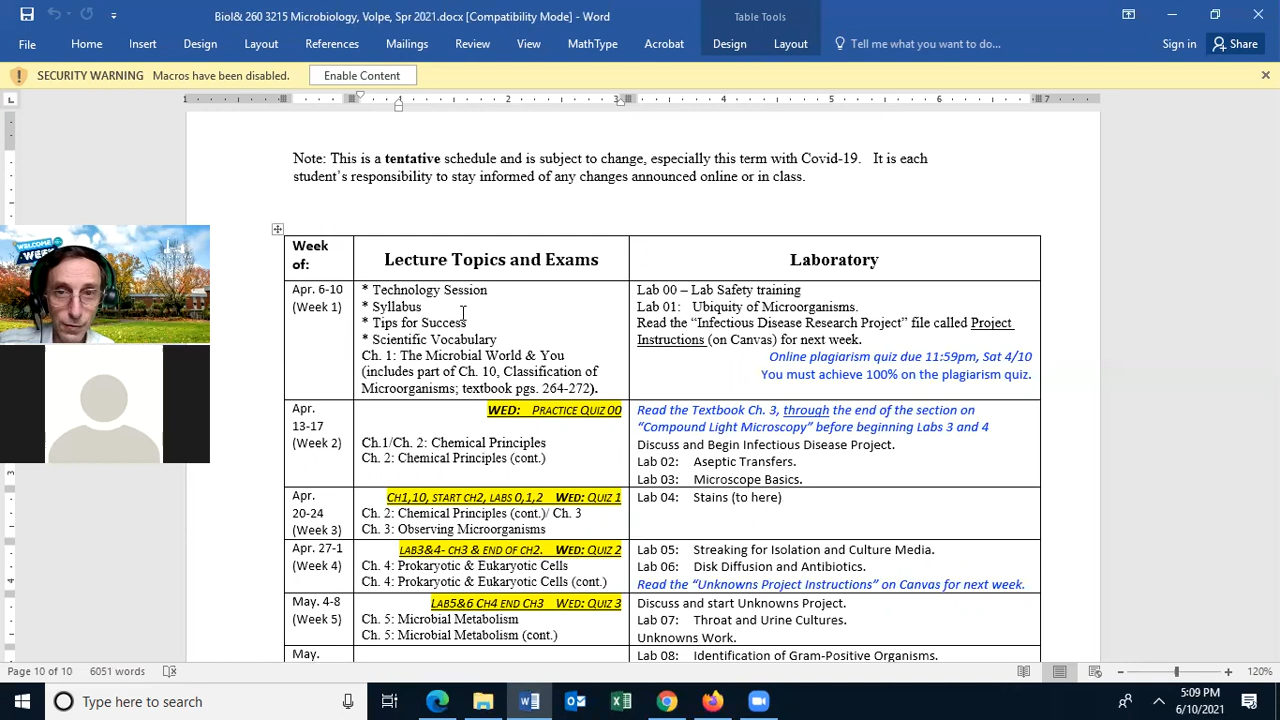 Biol& 260 3215 Microbiology, Volpe, Spr 2021.docx [Compatibility Mode] - Word
Table Tools
File
Home
Insert
Design
Layout
References
Mailings
Review
View
MathType
Acrobat
Design
Layout
Tell me what you want to do...
Sign in
Share
SECURITY WARNING Macros have been disabled.
Enable Content
1
1
2
3
4
5
6
7
Note: This is a tentative schedule and is subject to change, especially this term with Covid-19. It is each
student's responsibility to stay informed of any changes announced online or in class.
WELCOME
WEEK
Week
of:
Lecture Topics and Exams
Laboratory
Apr. 6-10
(Week 1)
* Technology Session
* Syllabus
* Tips for Success
* Scientific Vocabulary
Ch. 1: The Microbial World & You
(includes part of Ch. 10, Classification of
Microorganisms; textbook pgs. 264-272).
Lab 00 – Lab Safety training
Lab 01: Ubiquity of Microorganisms.
Read the “Infectious Disease Research Project” file called Project
Instructions (on Canvas) for next week.
Online plagiarism quiz due 11:59pm, Sat 4/10
You must achieve 100% on the plagiarism quiz.
Apr.
13-17
(Week 2)
WED: PRACTICE QUIZ 00
Ch.1/Ch. 2: Chemical Principles
Ch. 2: Chemical Principles (cont.)
Read the Textbook Ch. 3, through the end of the section on
“Compound Light Microscopy” before beginning Labs 3 and 4
Discuss and Begin Infectious Disease Project.
Lab 02: Aseptic Transfers.
Lab 03: Microscope Basics.
Apr.
20-24
(Week 3)
CH1,10, START CH2, LABS 0,1,2 WED: QUIZ 1
Ch. 2: Chemical Principles (cont.)/ Ch. 3
Ch. 3: Observing Microorganisms
Lab 04: Stains (to here)
Apr. 27-1
(Week 4)
LAB3&4- CH3 & END OF CH2. WED: QUIZ 2
Ch. 4: Prokaryotic & Eukaryotic Cells
Ch. 4: Prokaryotic & Eukaryotic Cells (cont.)
Lab 05: Streaking for Isolation and Culture Media.
Lab 06: Disk Diffusion and Antibiotics.
Read the “Unknowns Project Instructions” on Canvas for next week.
May. 4-8
(Week 5)
LAB5&6 CH4 END CH3 WED: QUIZ 3
Ch. 5: Microbial Metabolism
Ch. 5: Microbial Metabolism (cont.)
Discuss and start Unknowns Project.
Lab 07: Throat and Urine Cultures.
Unknowns Work.
May.
Lab 08: Identification of Gram-Positive Organisms.
Page 10 of 10
6051 words
120%
Type here to search
5:09 PM
6/10/2021